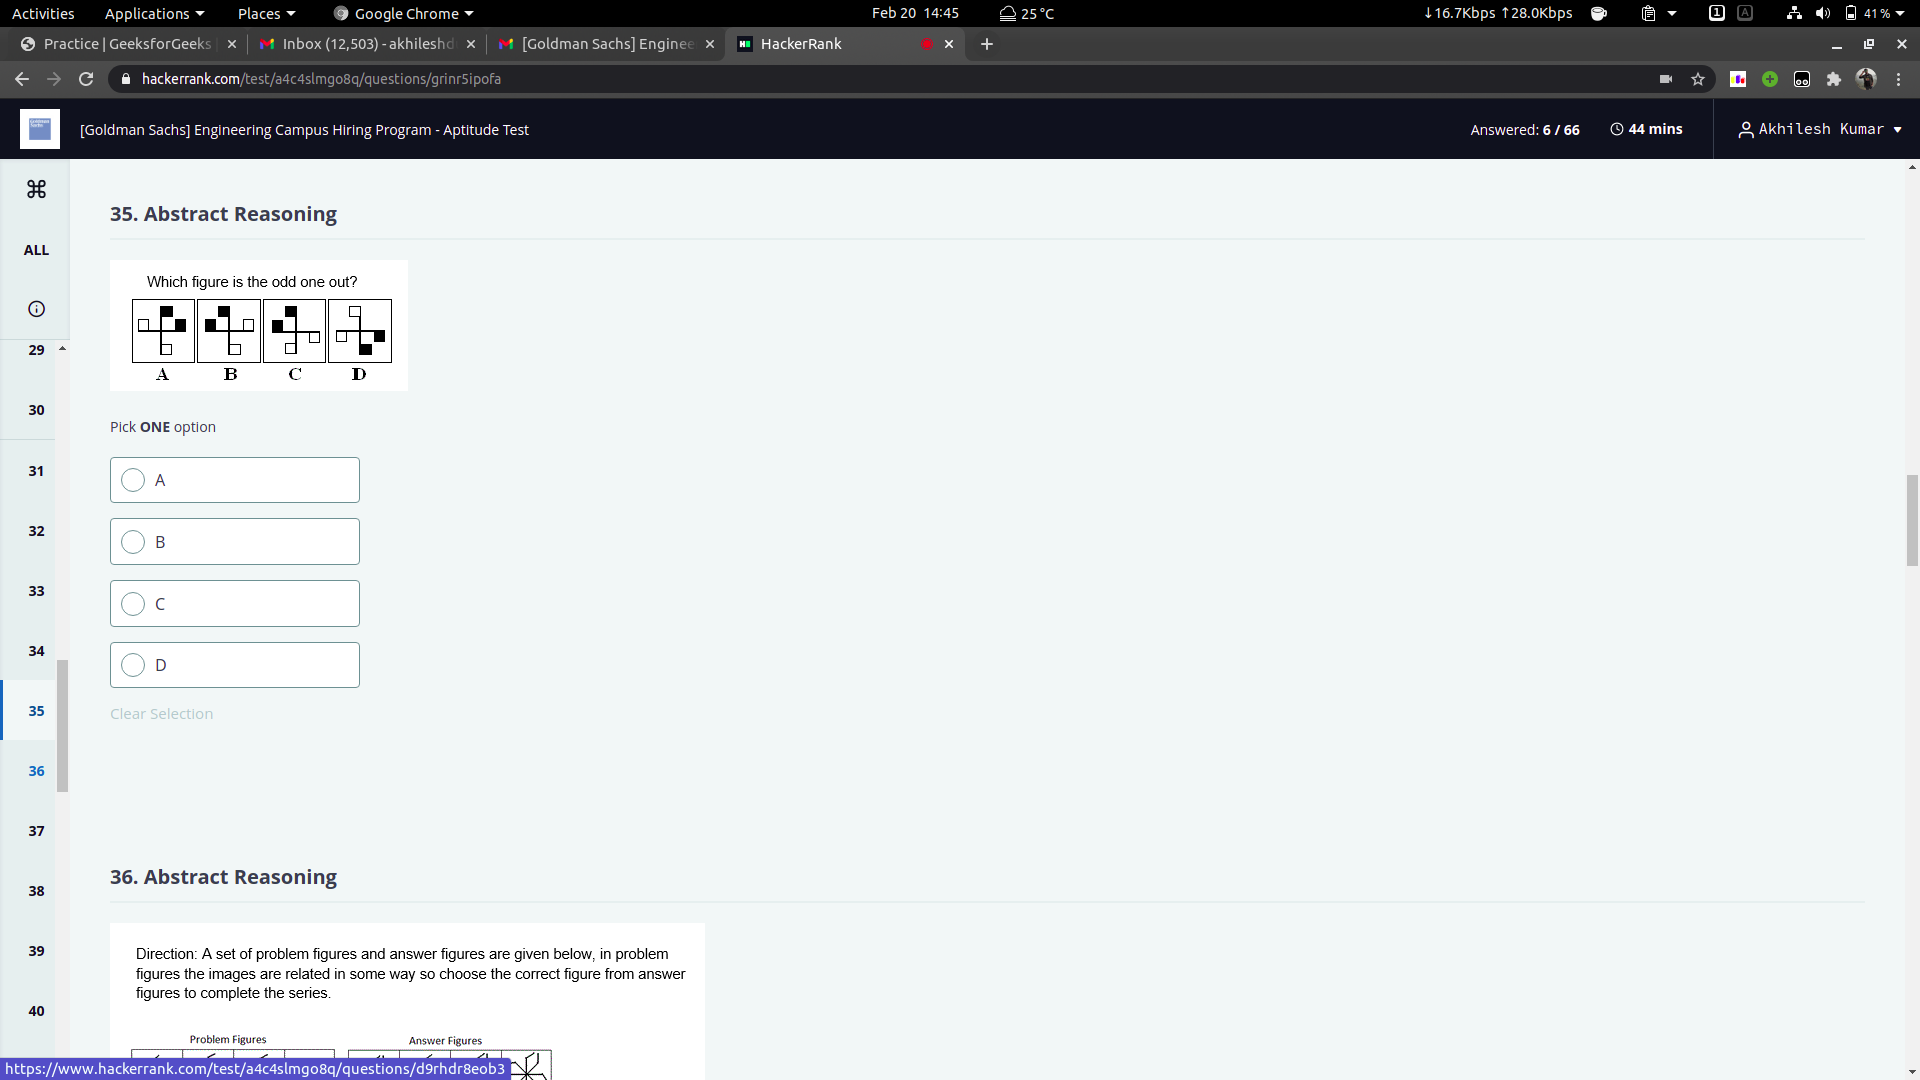 Activities Applications Places Google Chrome Feb 20 14:45 25 °C ↓16.7Kbps ↑28.0Kbps 1 A 41 %
Practice | GeeksforGeeks Inbox (12,503) - akhileshd [Goldman Sachs] Enginee HackerRank
hackerrank.com/test/a4c4slmgo8q/questions/grinr5ipofa
[Goldman Sachs] Engineering Campus Hiring Program - Aptitude Test Answered: 6 / 66 44 mins Akhilesh Kumar
ALL
29
30
31
32
33
34
35
36
37
38
39
40
35. Abstract Reasoning
Which figure is the odd one out?
A B C D
Pick ONE option
A
B
C
D
Clear Selection
36. Abstract Reasoning
Direction: A set of problem figures and answer figures are given below, in problem
figures the images are related in some way so choose the correct figure from answer
figures to complete the series.
Problem Figures Answer Figures
https://www.hackerrank.com/test/a4c4slmgo8q/questions/d9rhdr8eob3